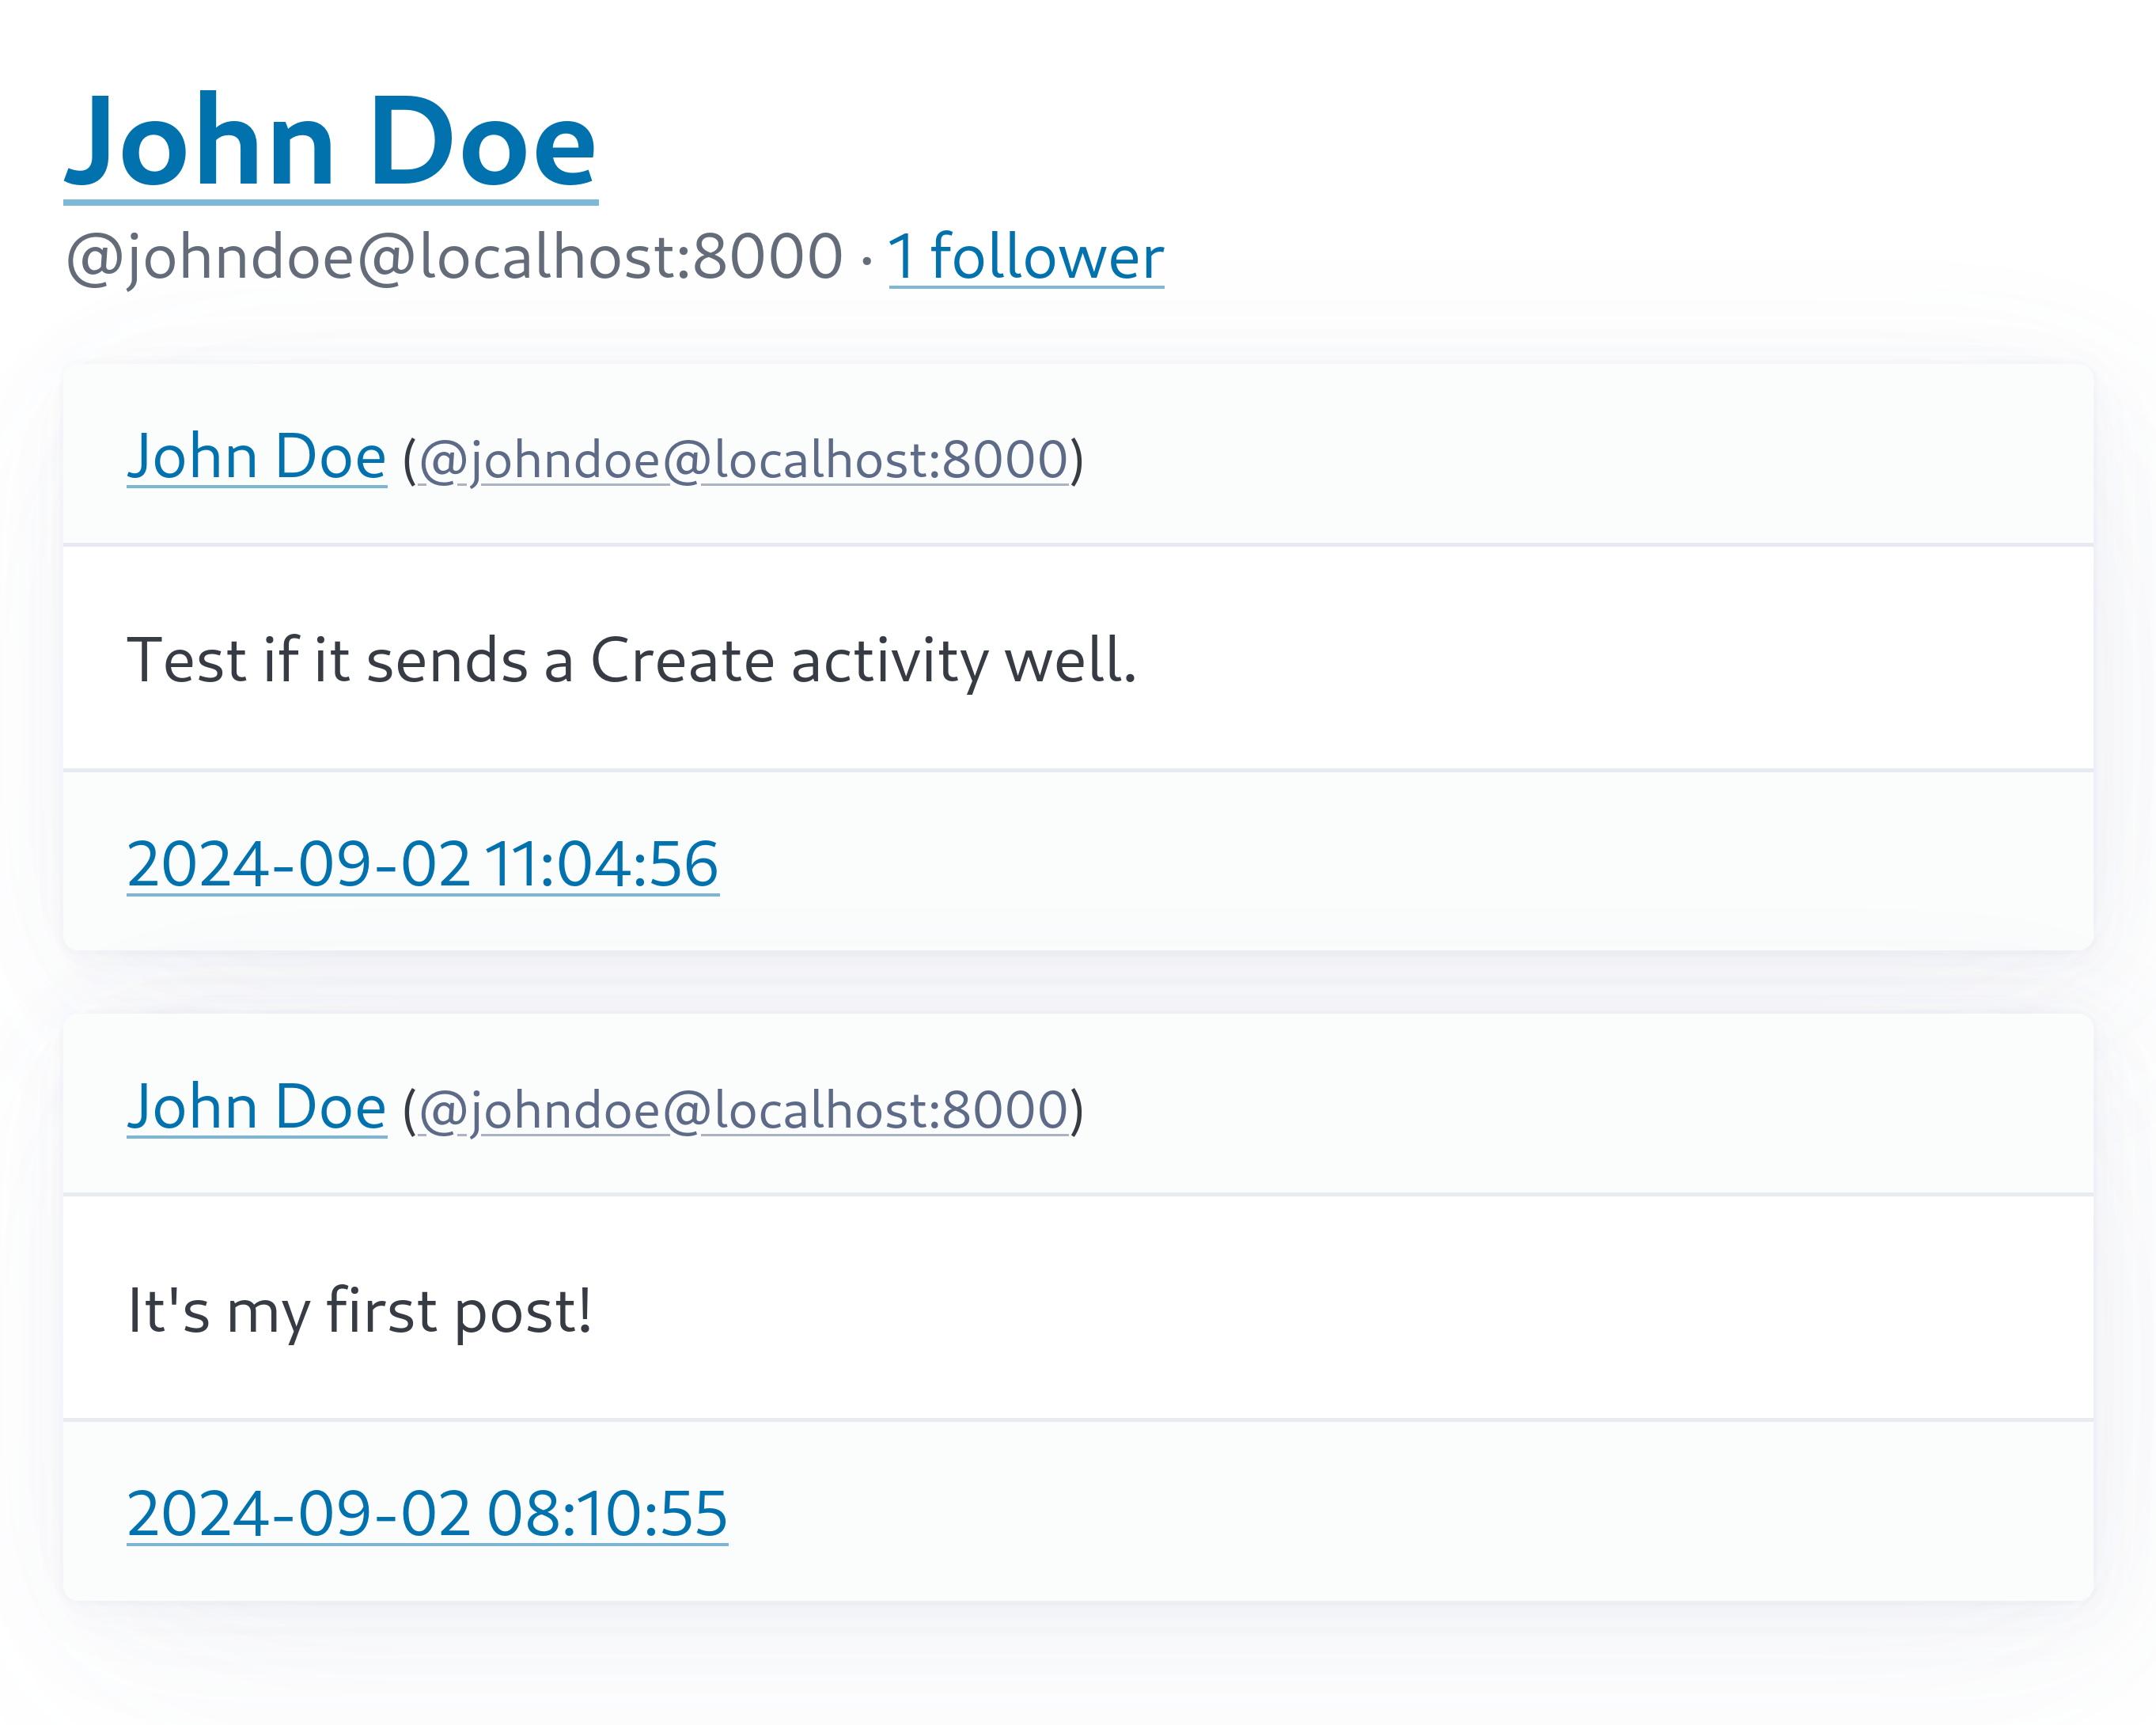 John Doe
@johndoe@localhost:8000 · 1 follower
John Doe (@johndoe@localhost:8000)
Test if it sends a Create activity well.
2024-09-02 11:04:56
John Doe (@johndoe@localhost:8000)
It's my first post!
2024-09-02 08:10:55